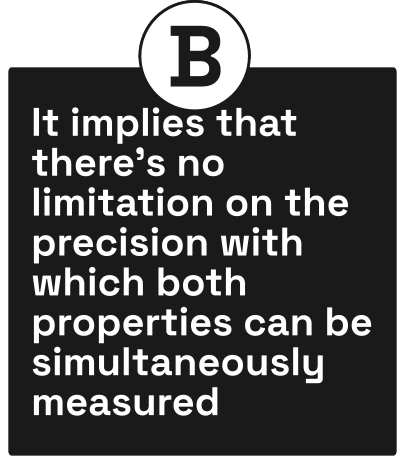 B
It implies that
there's no
limitation on the
precision with
which both
properties can be
simultaneously
measured